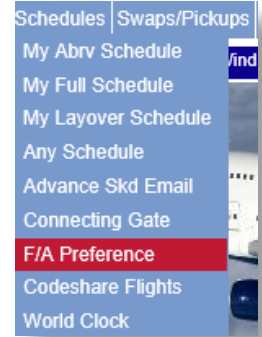 Schedules Swaps/Pickups
My Abrv Schedule
My Full Schedule
My Layover Schedule
Any Schedule
Advance Skd Email
Connecting Gate
F/A Preference
Codeshare Flights
World Clock